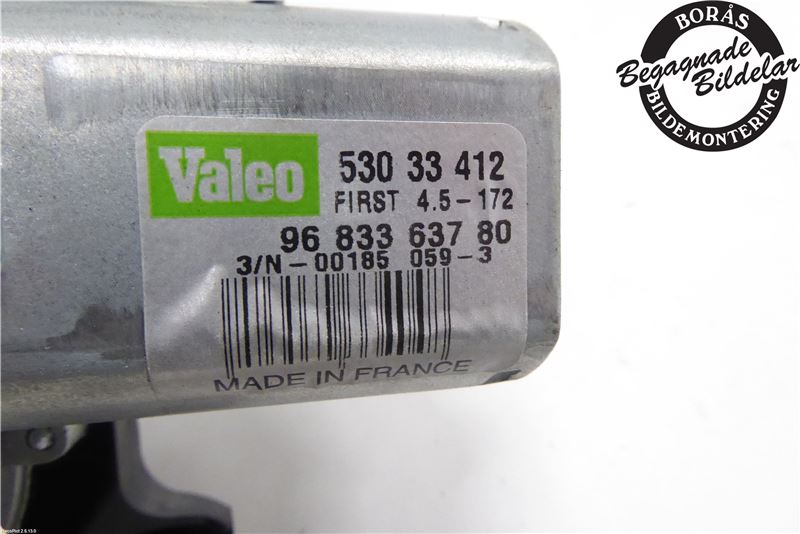 BORÅS
Begagnade
Bildelar
BILDEMONTERING
Valeo
530 33 412
FIRST 4.5-172
96 833 637 80
3/N-00185 059-3
MADE IN FRANCE